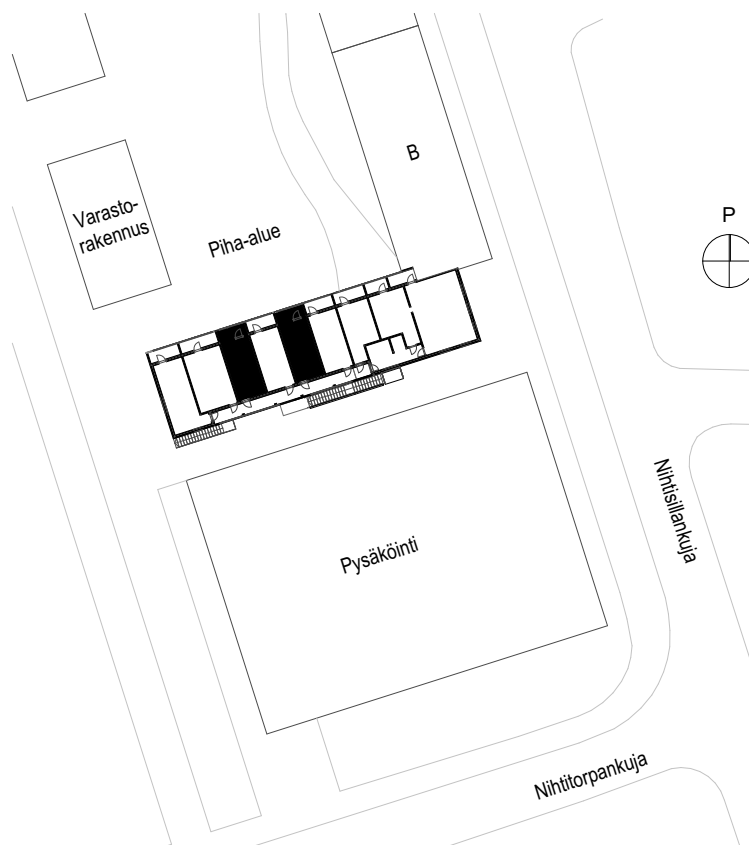 B
Varasto-
rakennus
P
Piha-alue
Nihtisillankuja
Pysäköinti
Nihtitorpankuja